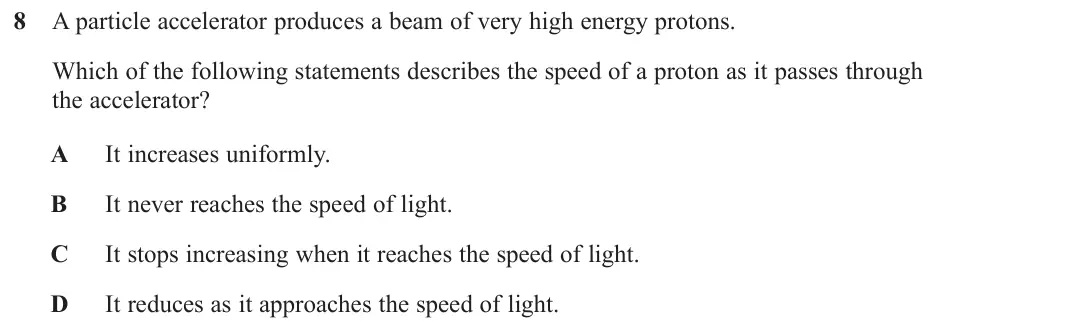 8 A particle accelerator produces a beam of very high energy protons.
Which of the following statements describes the speed of a proton as it passes through
the accelerator?
A It increases uniformly.
B It never reaches the speed of light.
C It stops increasing when it reaches the speed of light.
D It reduces as it approaches the speed of light.